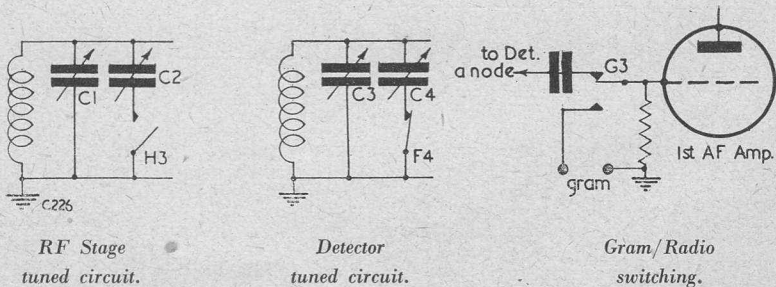 C1
C2
H3
C226
RF Stage
tuned circuit.
C3
C4
F4
Detector
tuned circuit.
to Det.
anode
G3
1st AF Amp.
gram
Gram/Radio
switching.